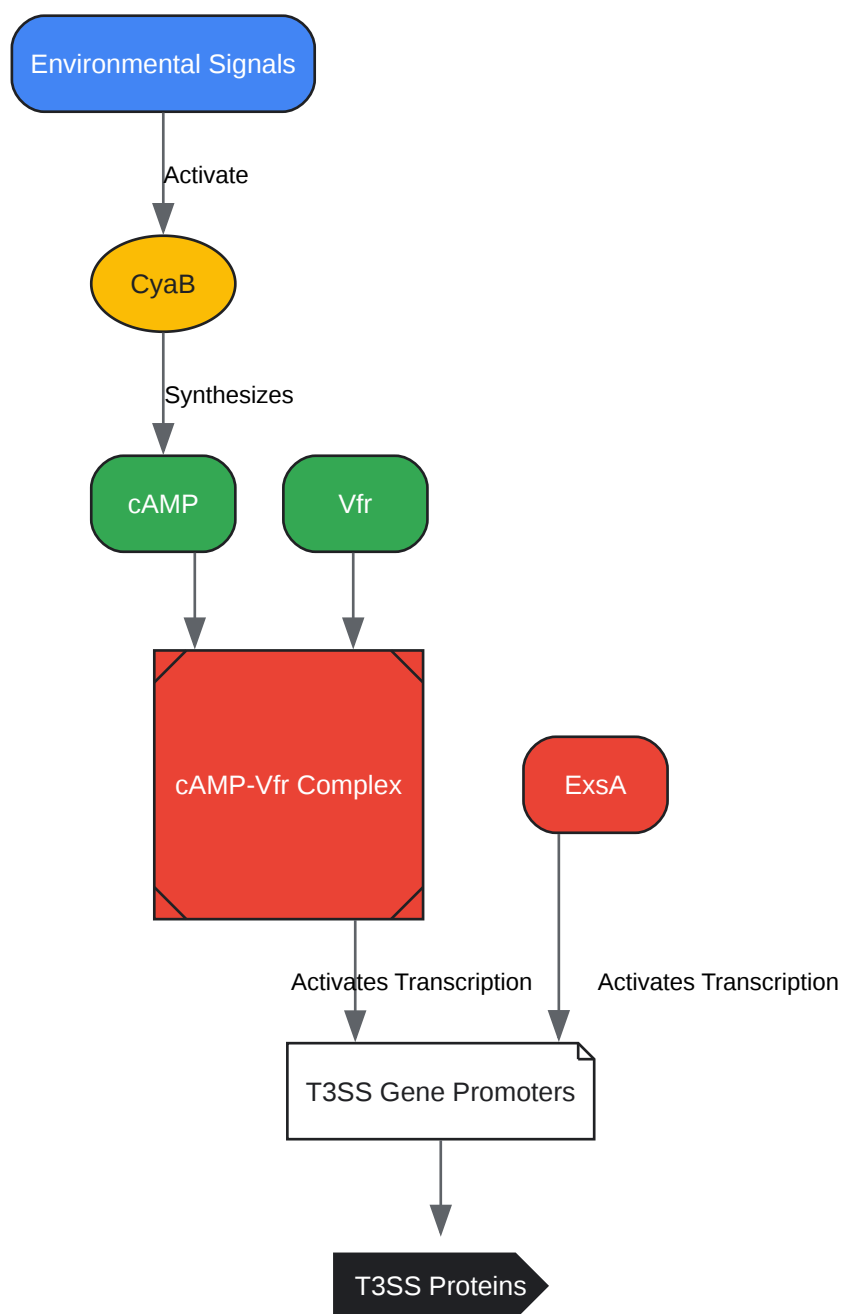 Environmental Signals
Activate
CyaB
Synthesizes
cAMP
Vfr
cAMP-Vfr Complex
ExsA
Activates Transcription
Activates Transcription
T3SS Gene Promoters
T3SS Proteins